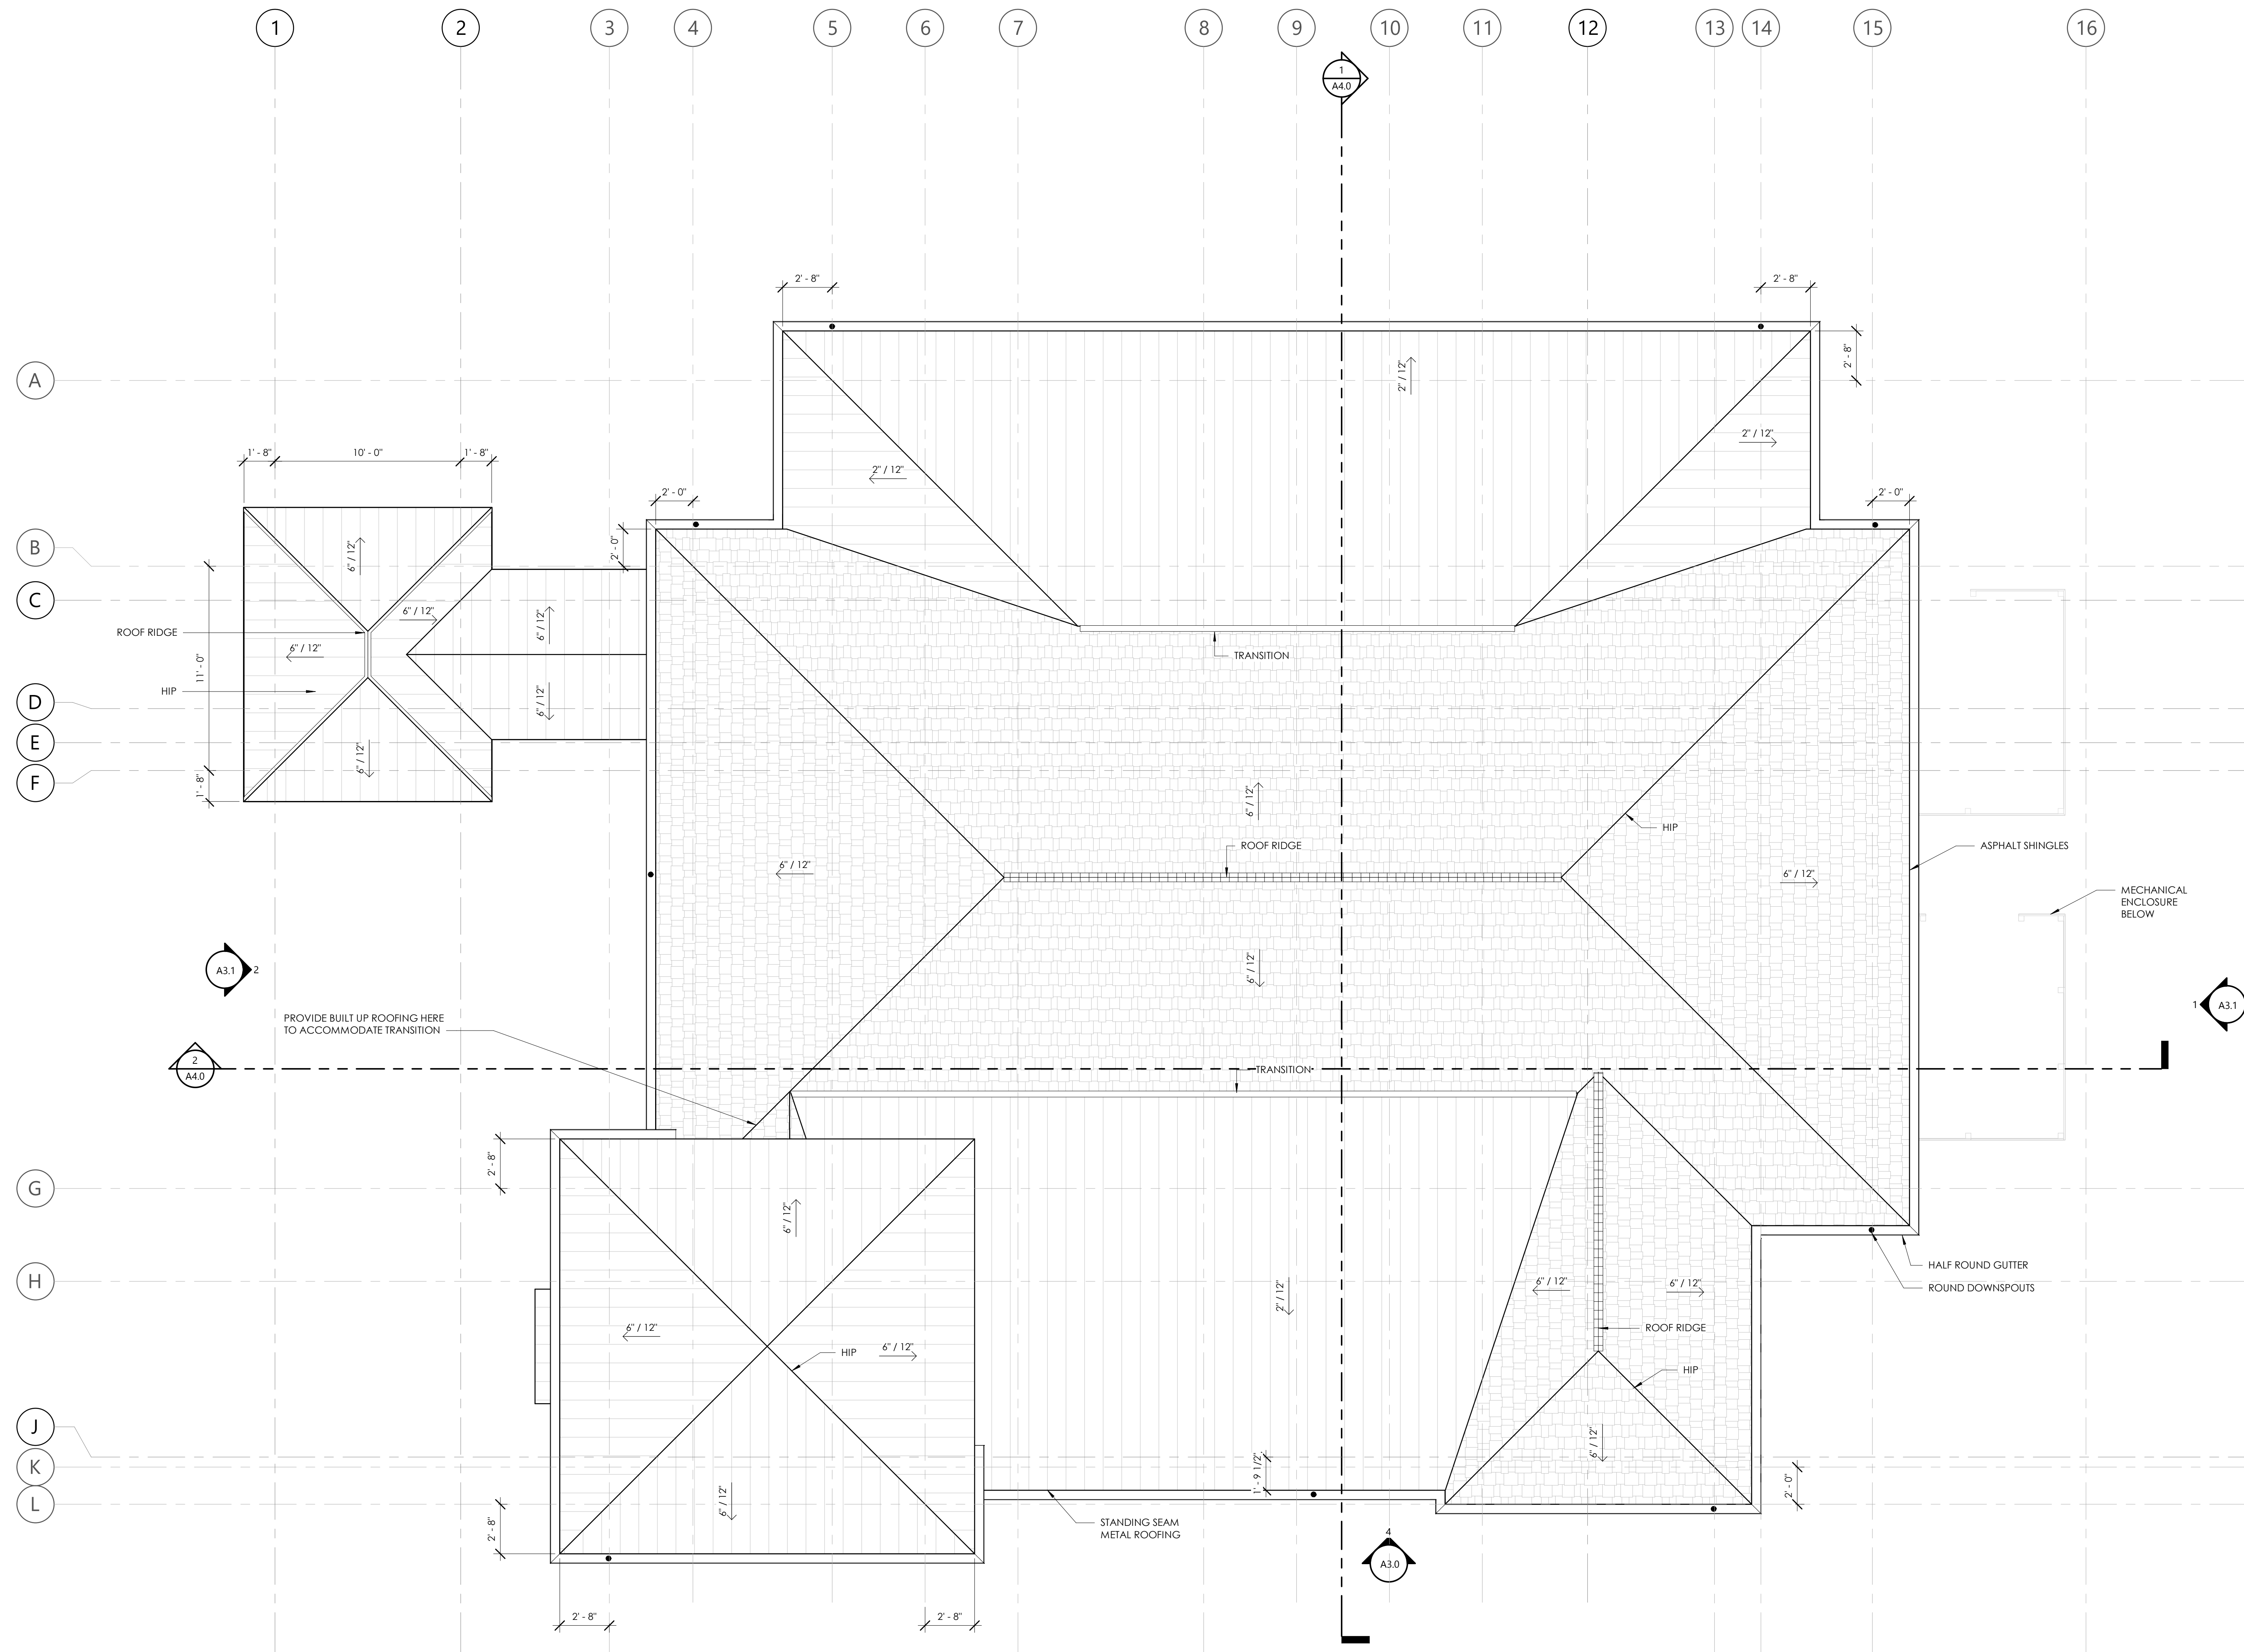 1 2 3 4 5 6 7 8 9 10 11 12 13 14 15 16
1
A4.0
2' - 8" 2' - 8"
2' - 8"
A
2" / 12"
2" / 12"
2" / 12"
1' - 8" 10' - 0" 1' - 8"
2' - 0" 2' - 0"
2' - 0"
B
C
6" / 12"
6" / 12"
6" / 12"
ROOF RIDGE
6" / 12"
TRANSITION
11' - 0"
HIP
D
6" / 12"
E
6" / 12"
F
1' - 8"
6" / 12"
HIP
ROOF RIDGE
ASPHALT SHINGLES
6" / 12"
6" / 12"
MECHANICAL
ENCLOSURE
BELOW
A3.1 2
6" / 12"
1 A3.1
PROVIDE BUILT UP ROOFING HERE
TO ACCOMMODATE TRANSITION
2
A4.0
TRANSITION
2' - 8"
G
6" / 12"
HALF ROUND GUTTER
H
6" / 12"
6" / 12"
ROUND DOWNSPOUTS
2" / 12"
6" / 12"
ROOF RIDGE
HIP
6" / 12"
HIP
J
6" / 12"
K
1' - 9 1/2"
2' - 0"
L
6" / 12"
2' - 8"
STANDING SEAM
METAL ROOFING
4
A3.0
2' - 8" 2' - 8"